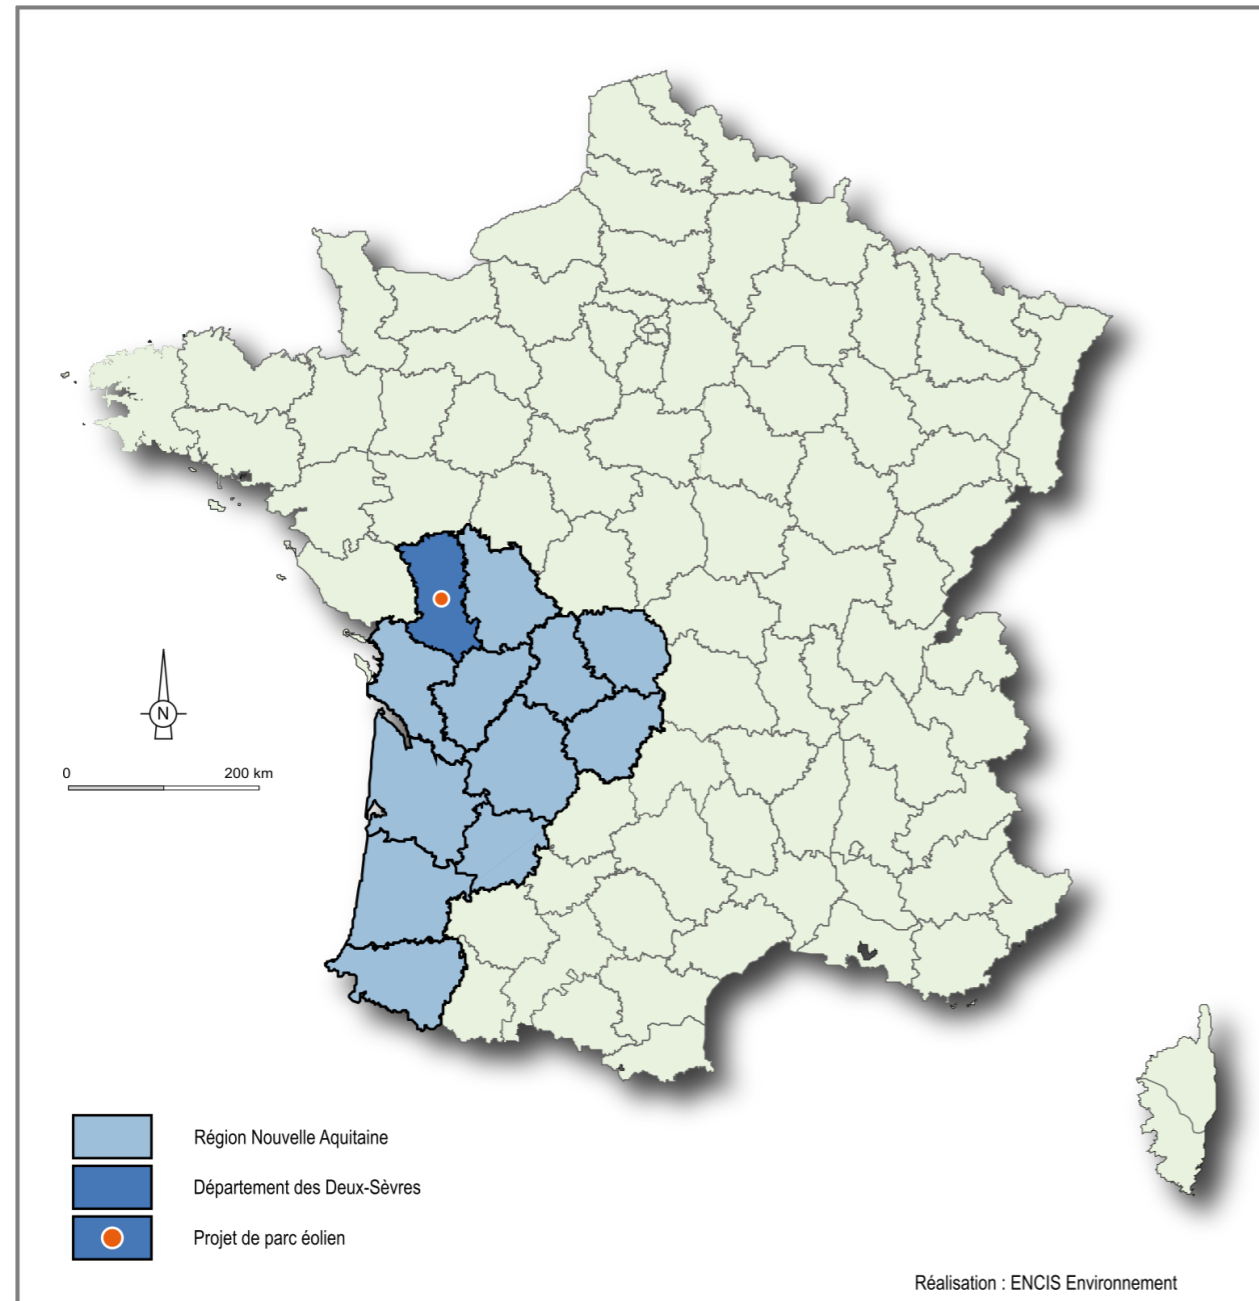 N
0 200 km
Région Nouvelle Aquitaine
Département des Deux-Sèvres
Projet de parc éolien
Réalisation : ENCIS Environnement